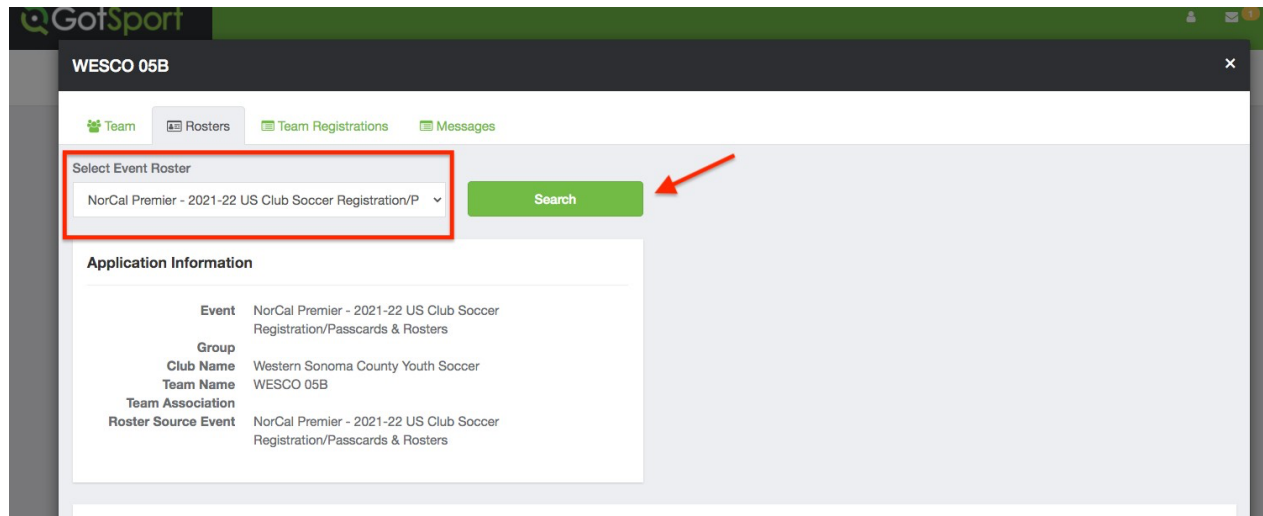 GotSport
1
WESCO 05B
×
Team Rosters Team Registrations Messages
Select Event Roster
NorCal Premier - 2021-22 US Club Soccer Registration/P
Search
Application Information
Event NorCal Premier - 2021-22 US Club Soccer
Registration/Passcards & Rosters
Group
Club Name Western Sonoma County Youth Soccer
Team Name WESCO 05B
Team Association
Roster Source Event NorCal Premier - 2021-22 US Club Soccer
Registration/Passcards & Rosters